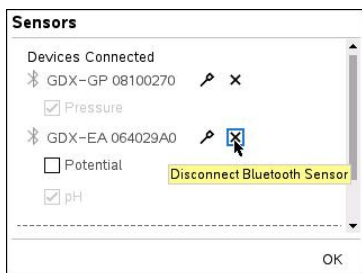 Sensors
Devices Connected
GDX-GP 08100270
Pressure
GDX-EA 064029A0
Potential
Disconnect Bluetooth Sensor
pH
OK